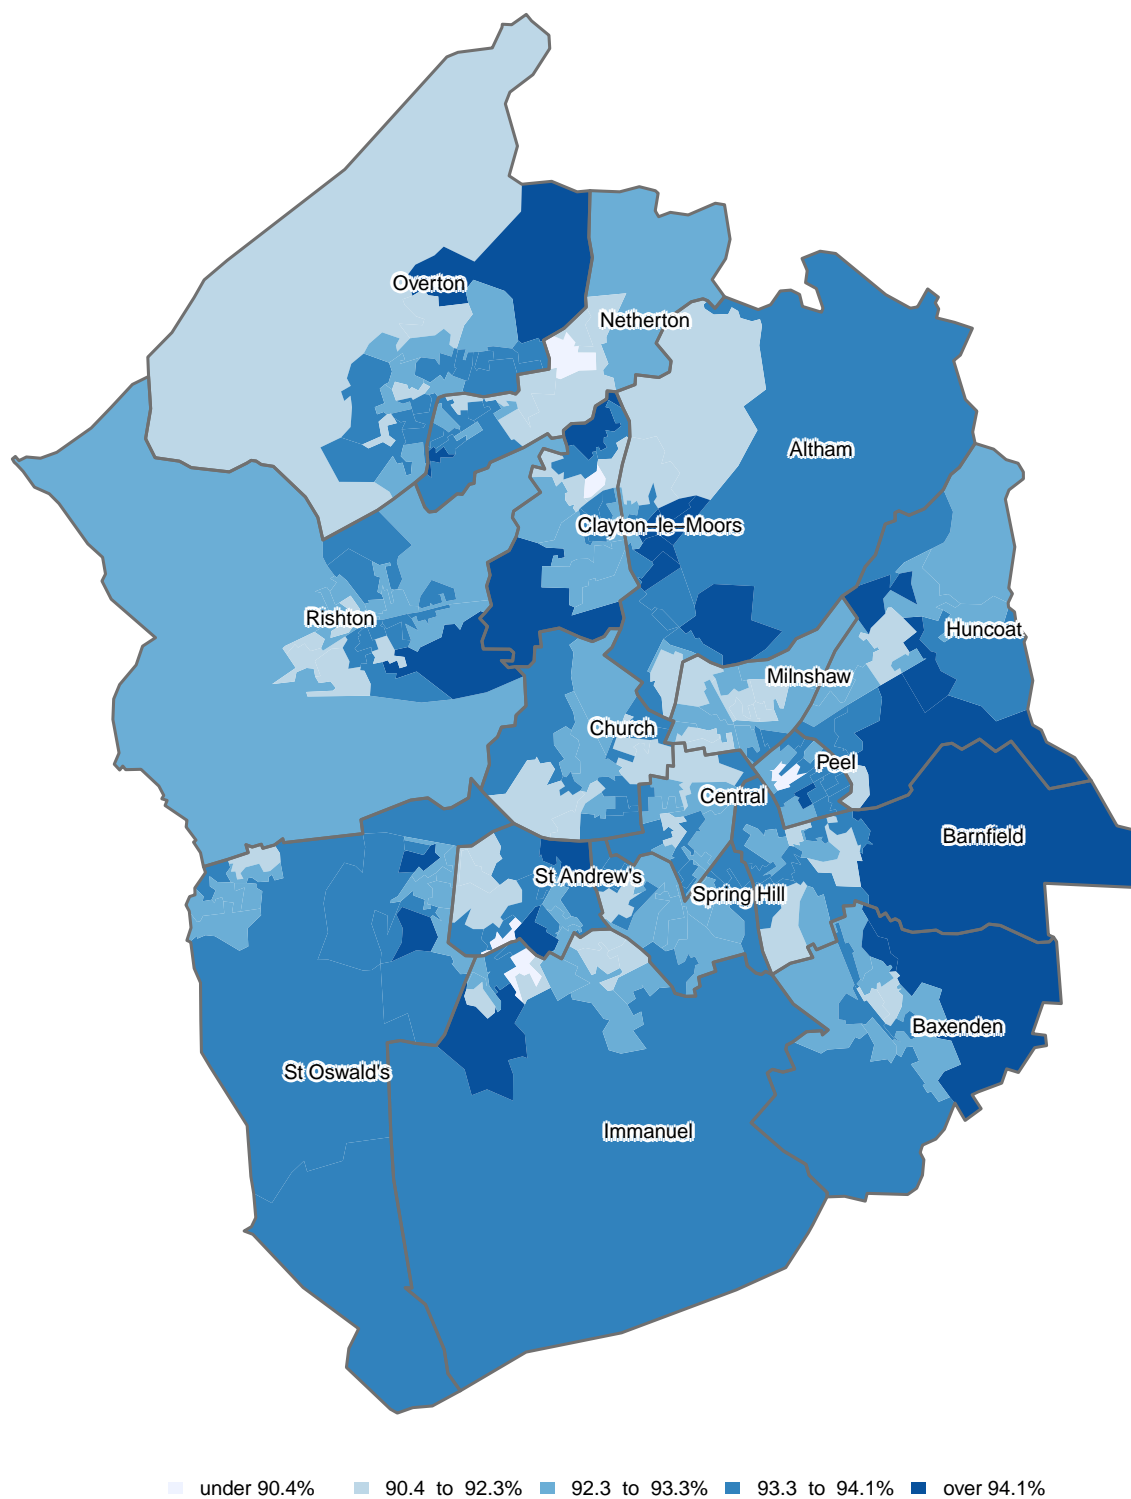 Overton
Netherton
Altham
Clayton–le–Moors
Rishton
Huncoat
Milnshaw
Church
Peel
Central
Barnfield
St Andrew's
Spring Hill
Baxenden
St Oswald's
Immanuel
under 90.4% 90.4 to 92.3% 92.3 to 93.3% 93.3 to 94.1% over 94.1%